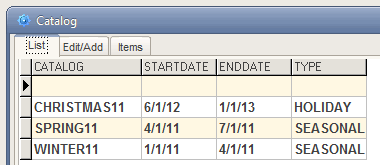 Catalog
List Edit/Add Items
CATALOG STARTDATE ENDDATE TYPE
CHRISTMAS11 6/1/12 1/1/13 HOLIDAY
SPRING11 4/1/11 7/1/11 SEASONAL
WINTER11 1/1/11 4/1/11 SEASONAL